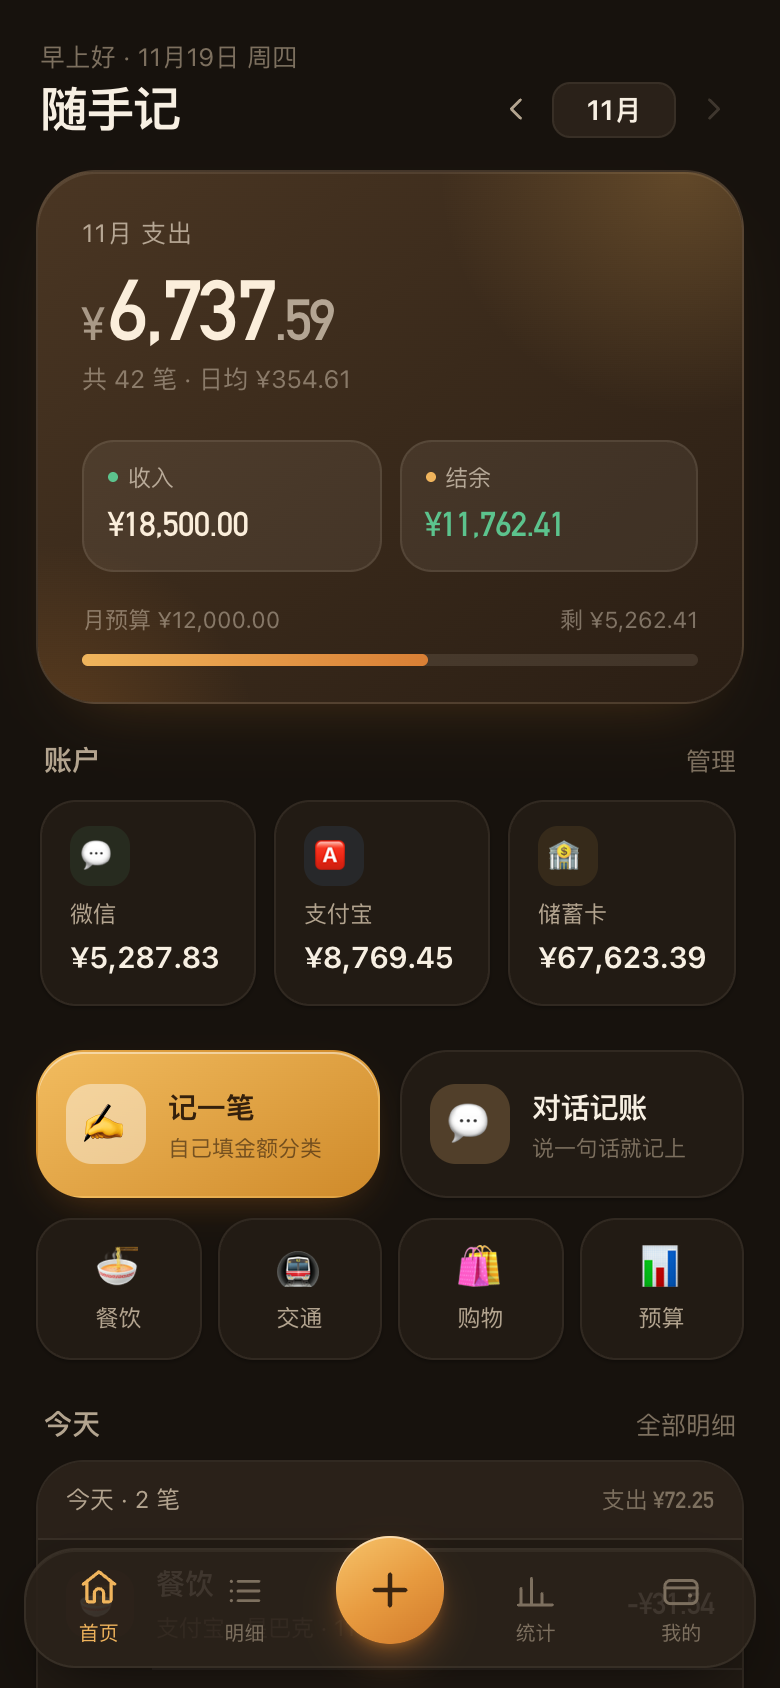 早上好 · 11月19日 周四
随手记
11月
11月 支出
¥6,737.59
共 42 笔 · 日均 ¥354.61
收入
¥18,500.00
结余
¥11,762.41
月预算 ¥12,000.00
剩 ¥5,262.41
账户
管理
微信
¥5,287.83
A
支付宝
¥8,769.45
储蓄卡
¥67,623.39
记一笔
自己填金额分类
对话记账
说一句话就记上
餐饮
交通
购物
预算
今天
全部明细
今天 · 2 笔
支出 ¥72.25
餐饮
支付宝
首页
明细
统计
我的